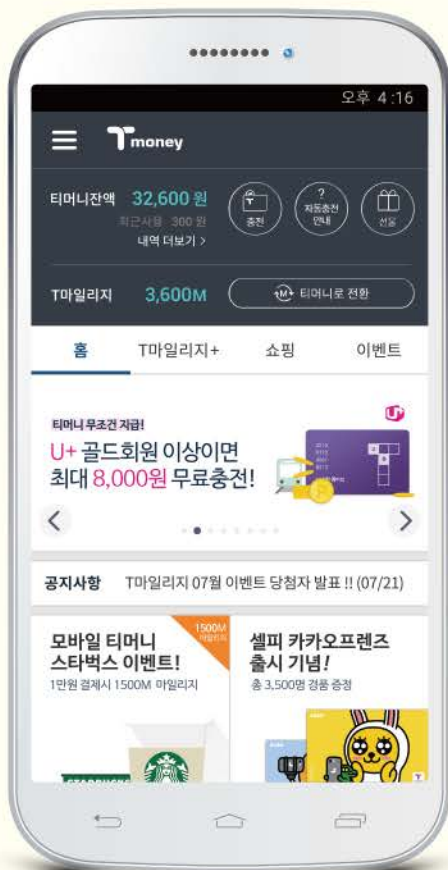 오후 4:16
Tmoney
티머니잔액 32,600 원
최근사용 300 원
내역 더보기 >
충전
?
자동충전
안내
선물
T마일리지 3,600M
M 티머니로 전환
홈 T마일리지+ 쇼핑 이벤트
티머니 무조건 지급!
U+
U+ 골드회원 이상이면
최대 8,000원 무료충전!
공지사항 T마일리지 07월 이벤트 당첨자 발표 !! (07/21)
1500M
마일리지
모바일 티머니
스타벅스 이벤트!
1만원 결제시 1500M 마일리지
STARBUCKS
셀피 카카오프렌즈
출시 기념!
총 3,500명 경품 증정